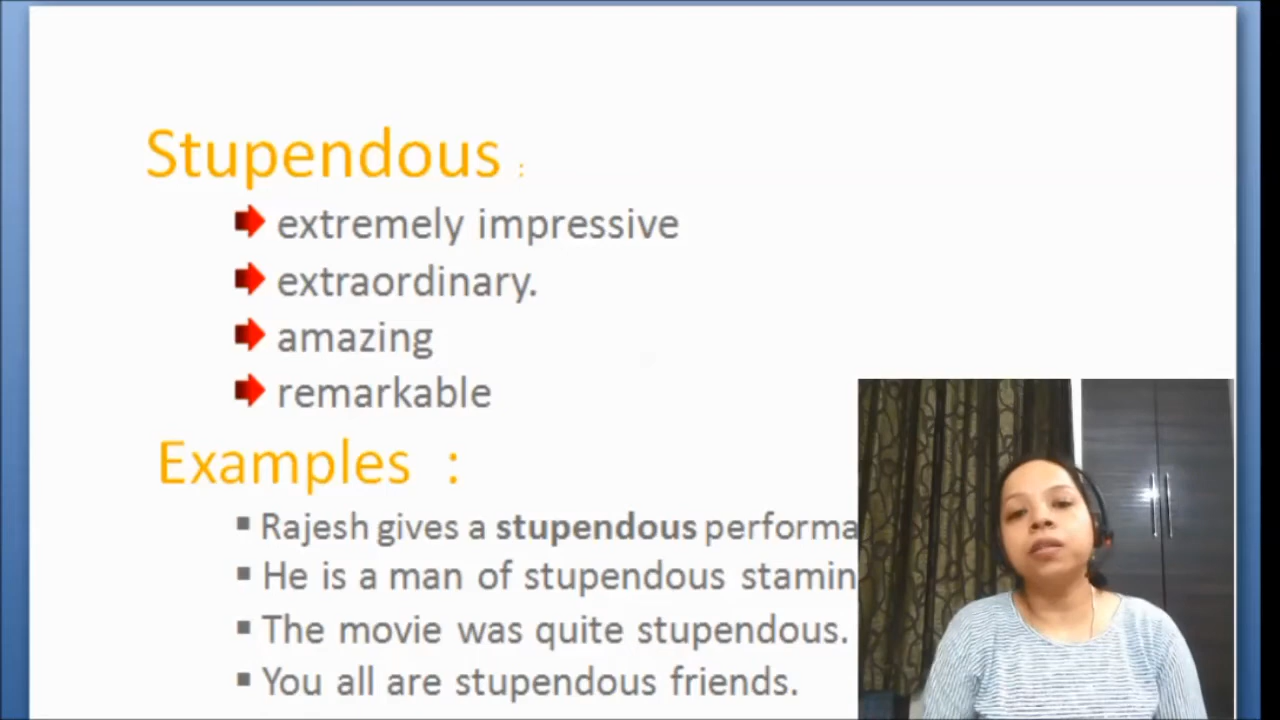 Stupendous :
extremely impressive
extraordinary.
amazing
remarkable
Examples :
Rajesh gives a stupendous performa
He is a man of stupendous stamin
The movie was quite stupendous.
You all stupendous friends.